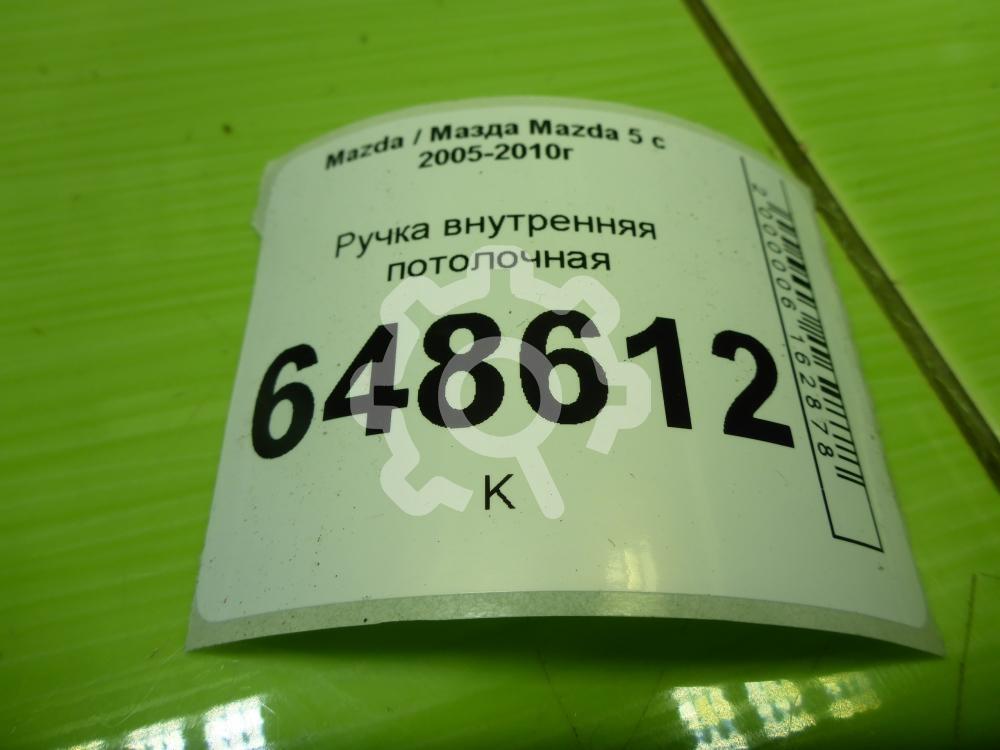 Mazda / Мазда Mazda 5 с
2005-2010г
Ручка внутренняя
потолочная
648612
К
2000006162878